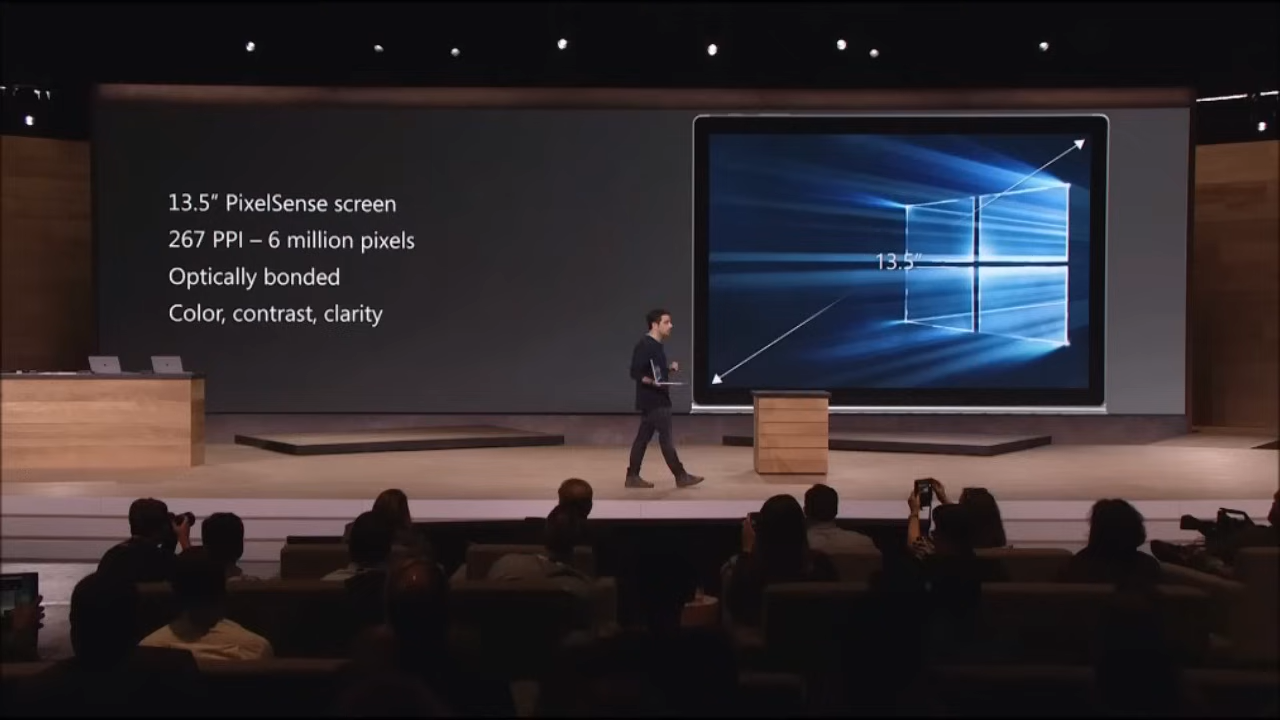 13.5” PixelSense screen
267 PPI – 6 million pixels
Optically bonded
Color, contrast, clarity
13.5”